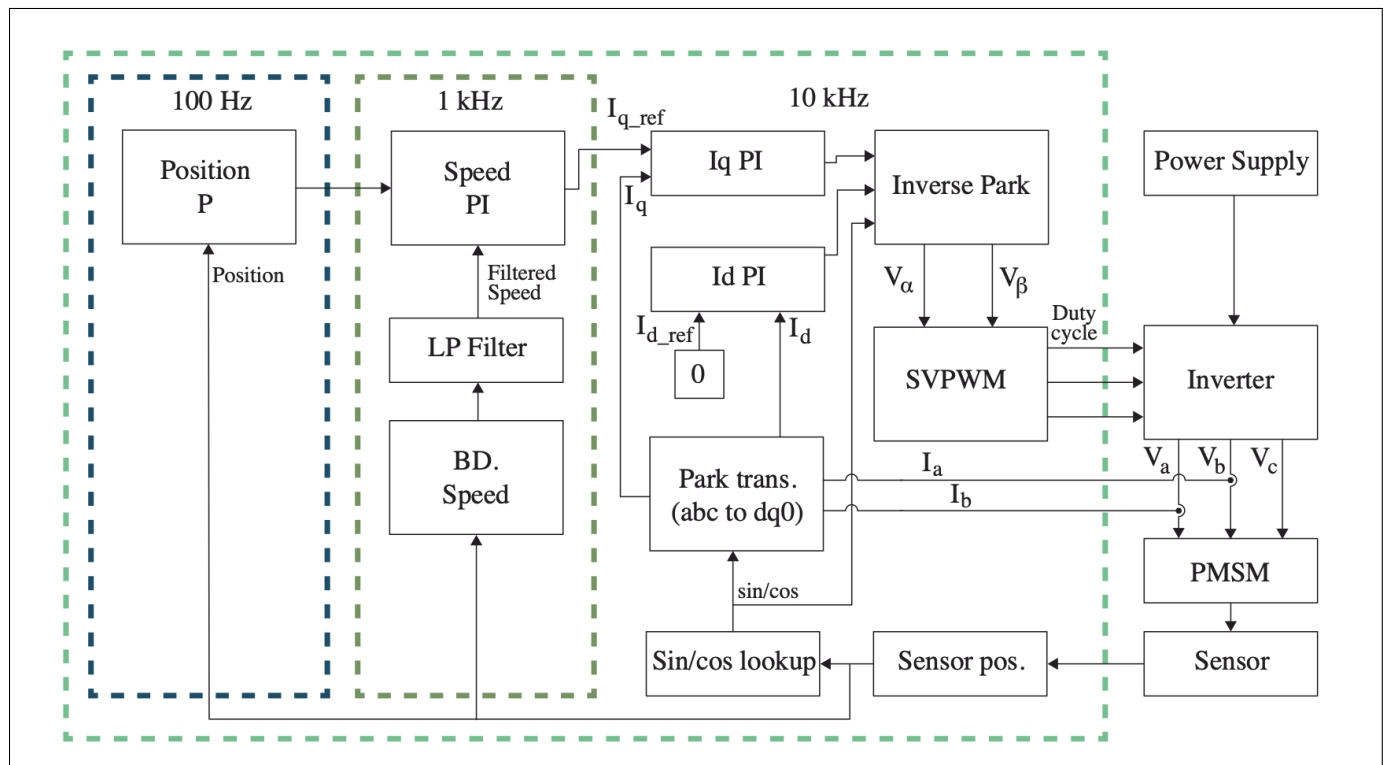 100 Hz
1 kHz
10 kHz
Position
P
Speed
PI
I_q_ref
Iq PI
Inverse Park
Power Supply
I_q
Position
Filtered
Speed
Id PI
V_α
V_β
LP Filter
I_d_ref
I_d
0
Duty
cycle
SVPWM
Inverter
BD.
Speed
Park trans.
(abc to dq0)
I_a
I_b
V_a
V_b
V_c
PMSM
sin/cos
Sin/cos lookup
Sensor pos.
Sensor